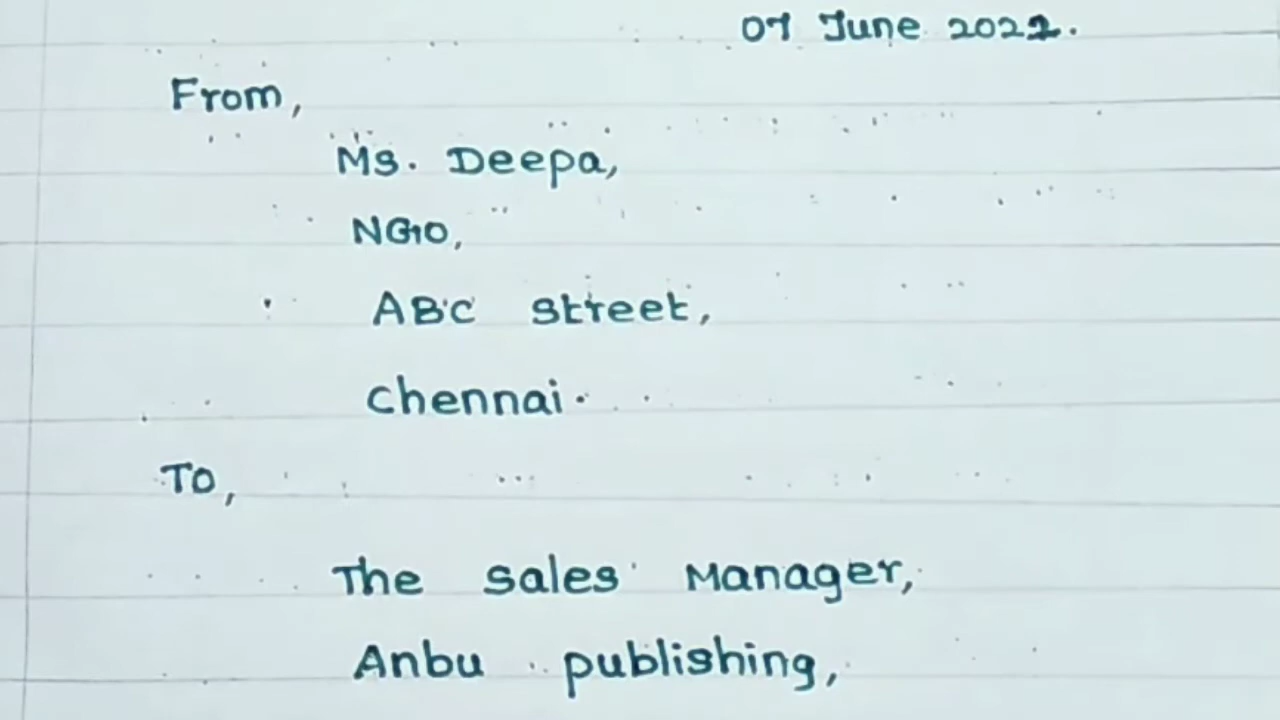 07 June 2022.
From,
Ms. Deepa,
NGO,
ABC street,
Chennai.
To,
The Sales Manager,
Anbu publishing,